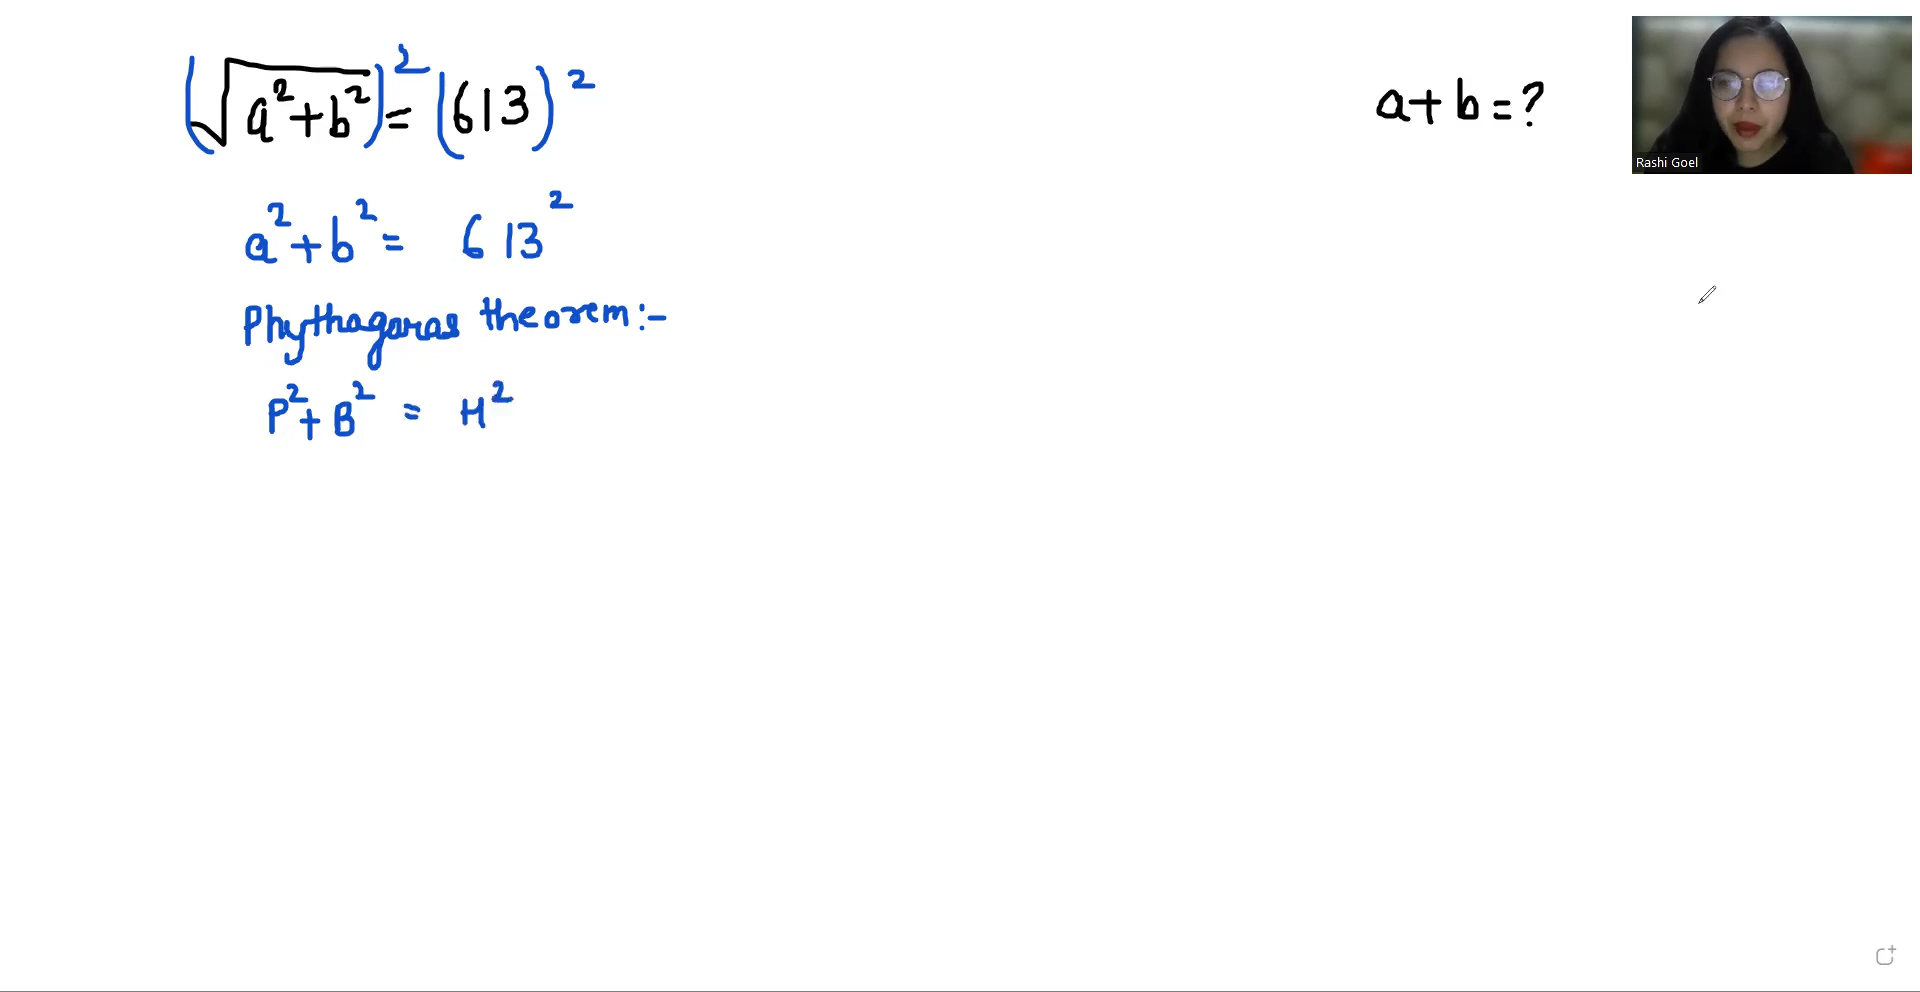 (√a²+b²)² = (613)²
a+b=?
Rashi Goel
a²+b² = 613²
Phythagoras theorem:-
P²+B² = H²